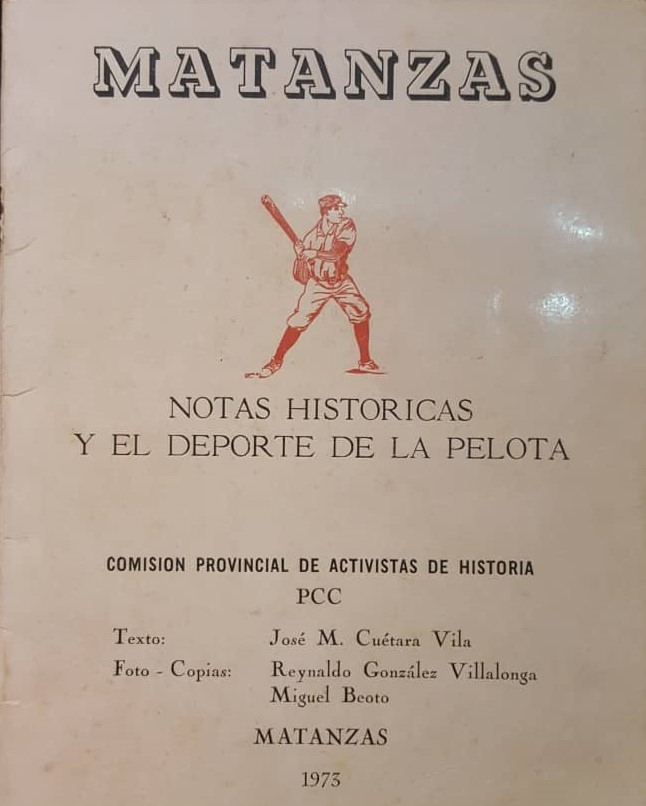 MATANZAS
NOTAS HISTORICAS
Y EL DEPORTE DE LA PELOTA
COMISION PROVINCIAL DE ACTIVISTAS DE HISTORIA
PCC
Texto: José M. Cuétara Vila
Foto - Copias: Reynaldo González Villalonga
Miguel Beoto
MATANZAS
1973